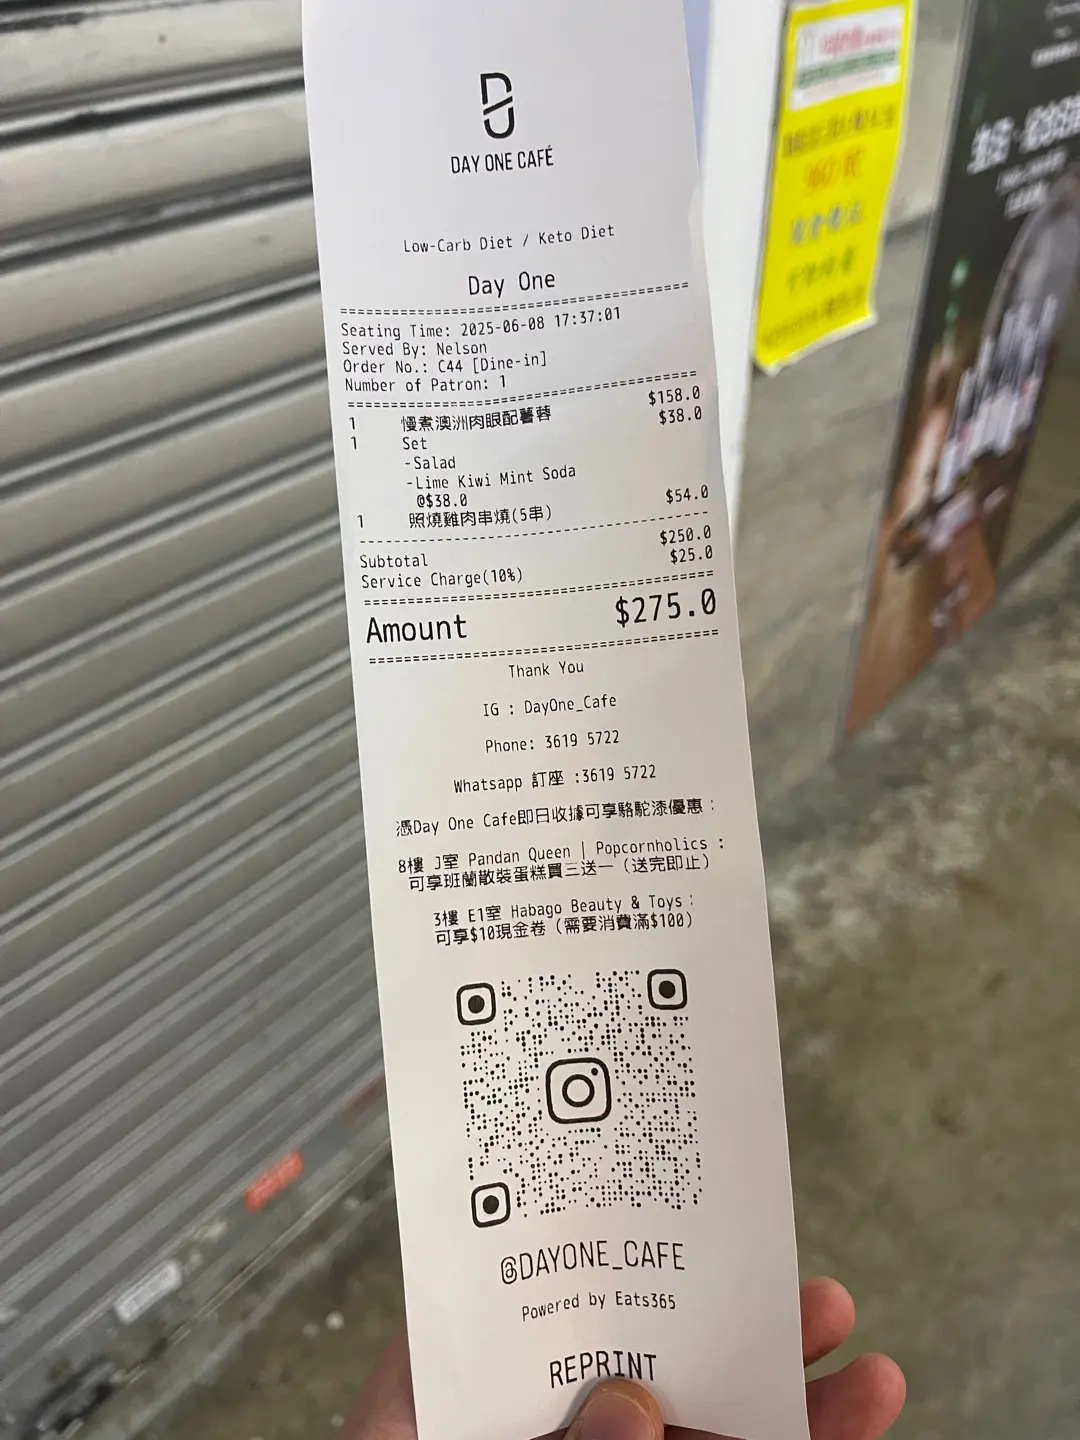 DAY ONE CAFÉ
Low-Carb Diet / Keto Diet
Day One
Seating Time: 2025-06-08 17:37:01
Served By: Nelson
Order No.: C44 [Dine-in]
Number of Patron: 1
1 慢煮澳洲肉眼配薯蓉 $158.0
1 Set $38.0
-Salad
-Lime Kiwi Mint Soda
@$38.0
1 照燒雞肉串燒(5串) $54.0
Subtotal $250.0
Service Charge(10%) $25.0
Amount $275.0
Thank You
IG : DayOne_Cafe
Phone: 3619 5722
Whatsapp 訂座 :3619 5722
憑Day One Cafe即日收據可享駱駝漆優惠：
8樓 J室 Pandan Queen | Popcornholics :
可享班蘭散裝蛋糕買三送一（送完即止）
3樓 E1室 Habago Beauty & Toys：
可享$10現金卷（需要消費滿$100）
@DAYONE_CAFE
Powered by Eats365
REPRINT